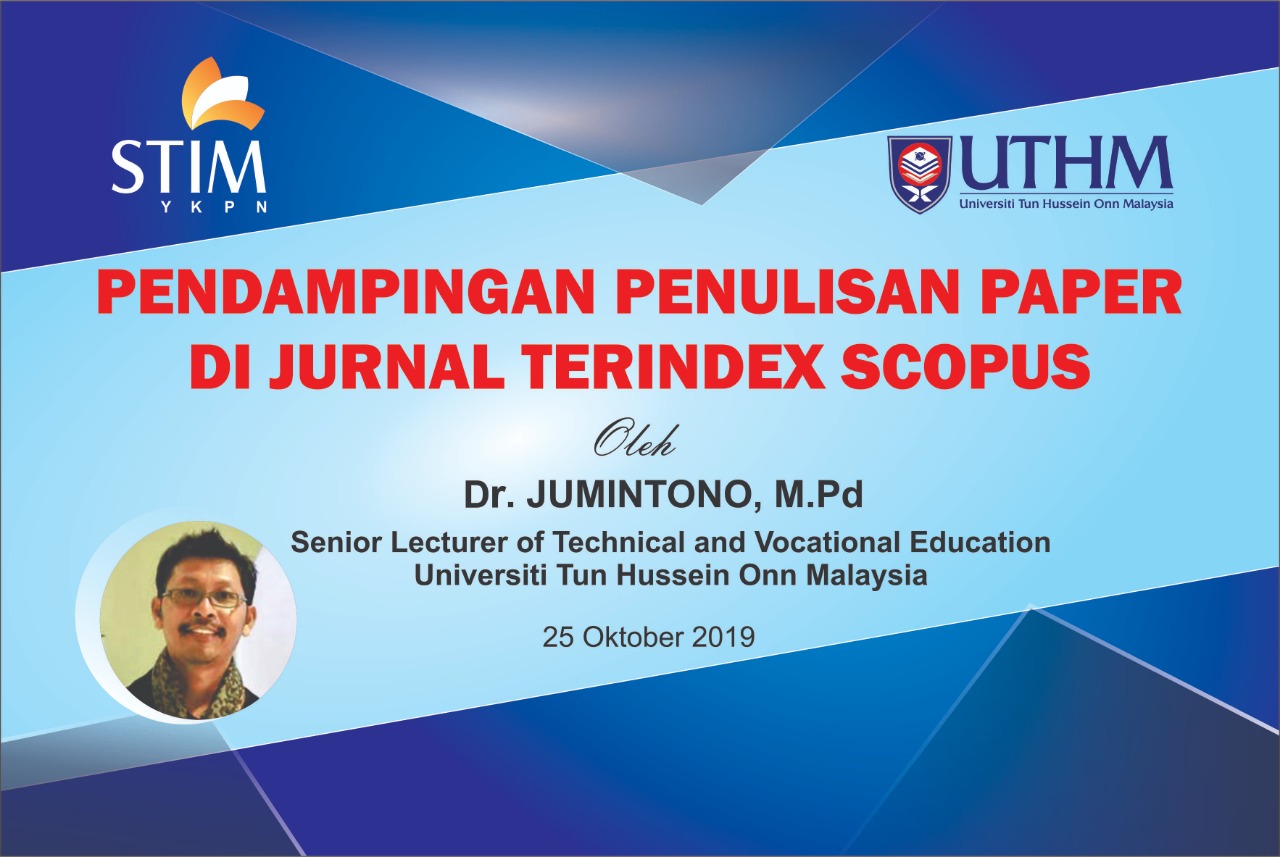 STIM
YKPN
UTHM
Universiti Tun Hussein Onn Malaysia
PENDAMPINGAN PENULISAN PAPER
DI JURNAL TERINDEX SCOPUS
Oleh
Dr. JUMINTONO, M.Pd
Senior Lecturer of Technical and Vocational Education
Universiti Tun Hussein Onn Malaysia
25 Oktober 2019